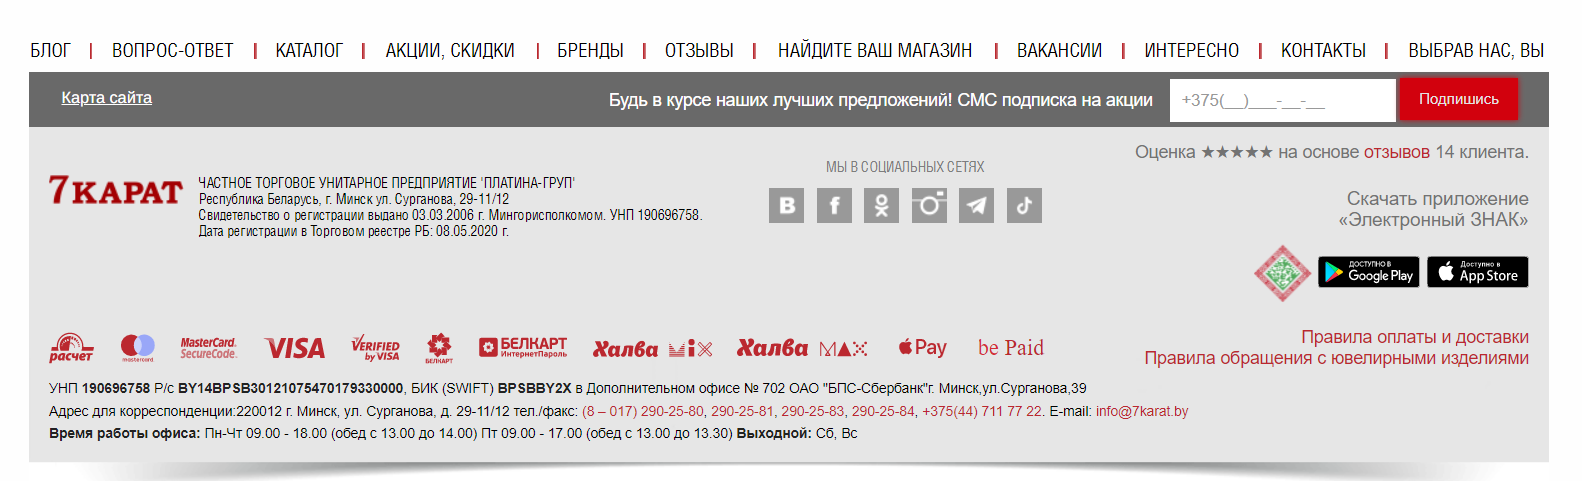 БЛОГ | ВОПРОС-ОТВЕТ | КАТАЛОГ | АКЦИИ, СКИДКИ | БРЕНДЫ | ОТЗЫВЫ | НАЙДИТЕ ВАШ МАГАЗИН | ВАКАНСИИ | ИНТЕРЕСНО | КОНТАКТЫ | ВЫБРАВ НАС, ВЫ
Карта сайта
Будь в курсе наших лучших предложений! СМС подписка на акции
+375(__)___-__-__
Подпишись
7КАРАТ
ЧАСТНОЕ ТОРГОВОЕ УНИТАРНОЕ ПРЕДПРИЯТИЕ 'ПЛАТИНА-ГРУП'
Республика Беларусь, г. Минск ул. Сурганова, 29-11/12
Свидетельство о регистрации выдано 03.03.2006 г. Мингорисполкомом. УНП 190696758.
Дата регистрации в Торговом реестре РБ: 08.05.2020 г.
МЫ В СОЦИАЛЬНЫХ СЕТЯХ
Оценка ★★★★★ на основе отзывов 14 клиента.
Скачать приложение
«Электронный ЗНАК»
ДОСТУПНО В
Google Play
Доступно в
App Store
расчет
mastercard
MasterCard.
SecureCode.
VISA
VERIFIED
by VISA
БЕЛКАРТ
БЕЛКАРТ
ИнтернетПароль
Халва MIX
Халва MAX
Pay
be Paid
Правила оплаты и доставки
Правила обращения с ювелирными изделиями
УНП 190696758 Р/с BY14BPSB30121075470179330000, БИК (SWIFT) BPSBBY2X в Дополнительном офисе № 702 ОАО "БПС-Сбербанк"г. Минск,ул.Сурганова,39
Адрес для корреспонденции:220012 г. Минск, ул. Сурганова, д. 29-11/12 тел./факс: (8 – 017) 290-25-80, 290-25-81, 290-25-83, 290-25-84, +375(44) 711 77 22. E-mail: info@7karat.by
Время работы офиса: Пн-Чт 09.00 - 18.00 (обед с 13.00 до 14.00) Пт 09.00 - 17.00 (обед с 13.00 до 13.30) Выходной: Сб, Вс